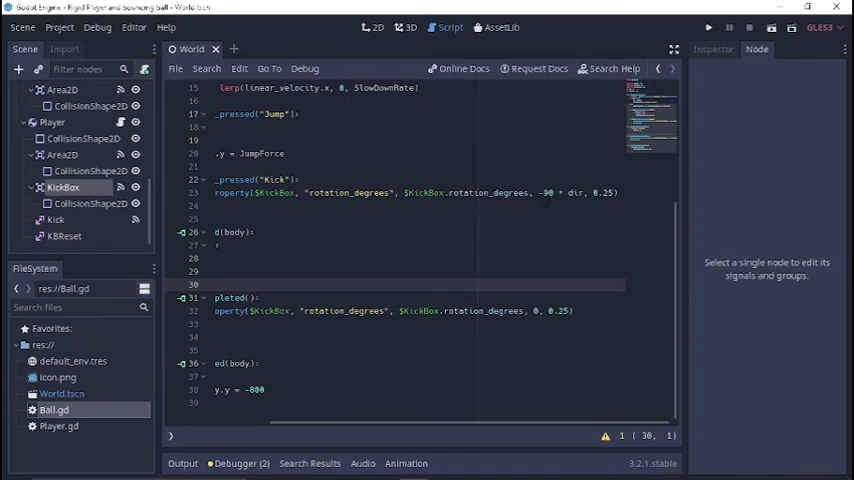 Godot Engine - Rigid Player and bouncing ball - World.tscn
Scene Project Debug Editor Help
2D 3D Script AssetLib
GLES3
Scene Import
World
Inspector Node
Filter nodes
File Search Edit Go To Debug
Online Docs Request Docs Search Help
Area2D
CollisionShape2D
Player
CollisionShape2D
Area2D
CollisionShape2D
KickBox
CollisionShape2D
Kick
KBReset
15 lerp(linear_velocity.x, 0, SlowDownRate)
16
17 _pressed("Jump"):
18
19
20 .y = JumpForce
21
22 _pressed("Kick"):
23 roperty($KickBox, "rotation_degrees", $KickBox.rotation_degrees, -90 * dir, 0.25)
24
25
26 d(body):
27 :
28
29
30
31 pleted():
32 operty($KickBox, "rotation_degrees", $KickBox.rotation_degrees, 0, 0.25)
33
34
35
36 ed(body):
37
38 y.y = -800
39
Select a single node to edit its
signals and groups.
FileSystem
res://Ball.gd
Search files
Favorites:
res://
default_env.tres
icon.png
World.tscn
Ball.gd
Player.gd
1 ( 30, 1)
Output Debugger (2) Search Results Audio Animation
3.2.1.stable